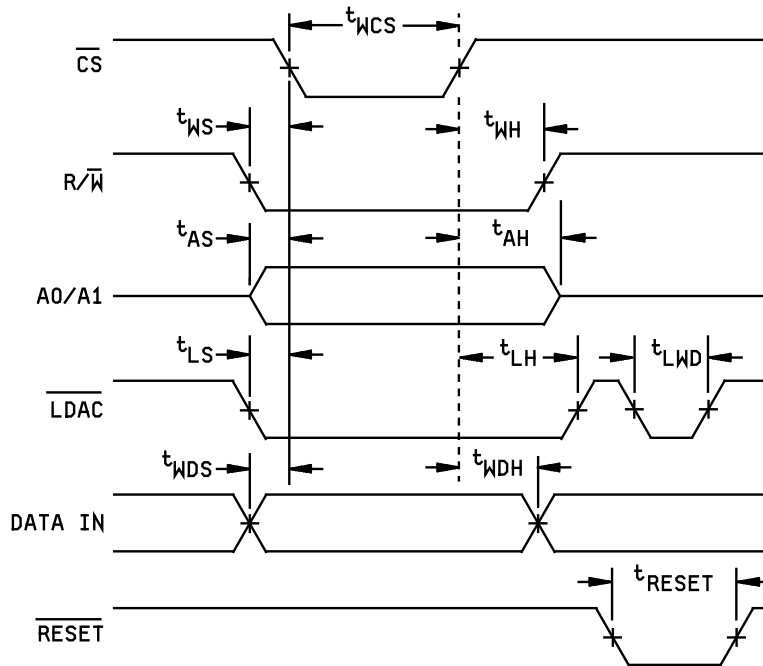 tWCS
CS
tWS
tWH
R/W
tAS
tAH
A0/A1
tLS
tLH
tLWD
LDAC
tWDS
tWDH
DATA IN
tRESET
RESET